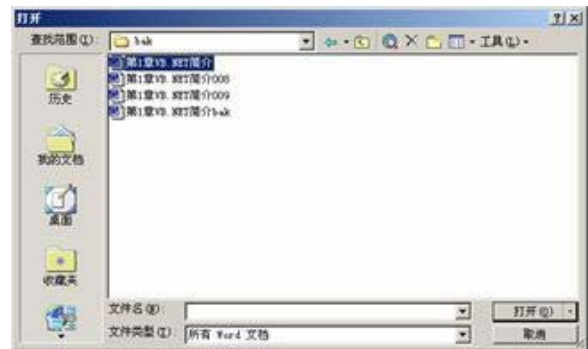 打开
查找范围(I): bak 工具(L)
第1章VB.NET简介
第1章VB.NET简介008
第1章VB.NET简介009
第1章VB.NET简介bak
历史
我的文档
桌面
收藏夹
文件名(N): 打开(O)
文件类型(T): 所有 Word 文档 取消